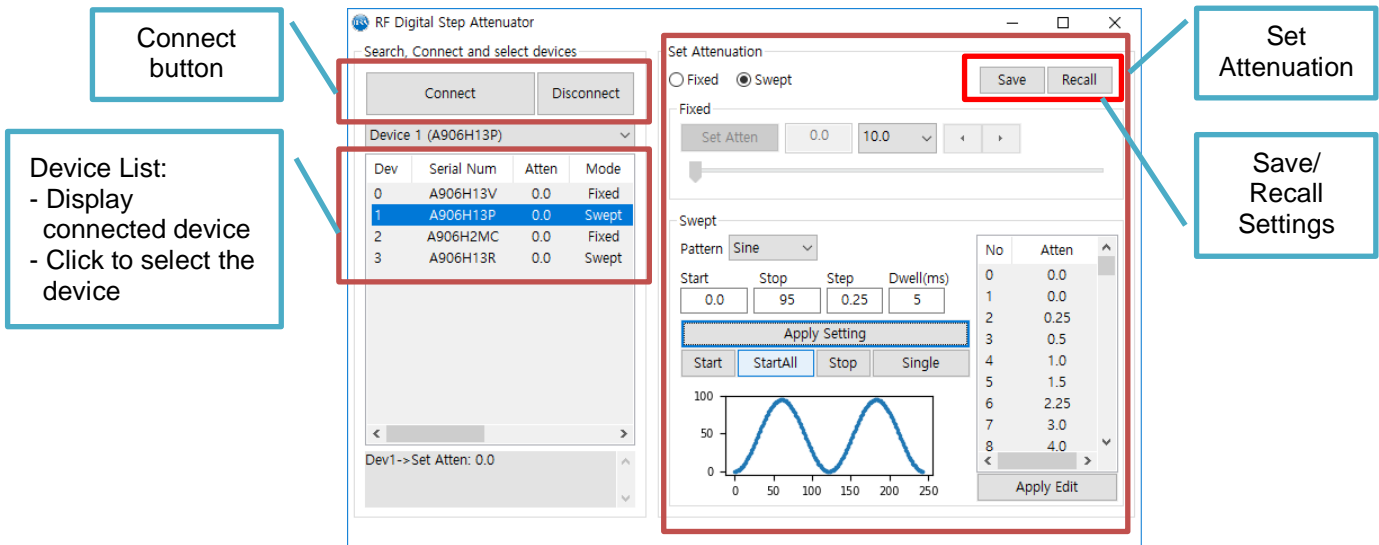 Connect
button
Device List:
- Display
connected device
- Click to select the
device
RF Digital Step Attenuator
Search, Connect and select devices
Connect
Disconnect
Device 1 (A906H13P)
Dev Serial Num Atten Mode
0 A906H13V 0.0 Fixed
1 A906H13P 0.0 Swept
2 A906H2MC 0.0 Fixed
3 A906H13R 0.0 Swept
Dev1->Set Atten: 0.0
Set Attenuation
Fixed Swept
Save Recall
Fixed
Set Atten 0.0 10.0
Swept
Pattern Sine
Start Stop Step Dwell(ms)
0.0 95 0.25 5
Apply Setting
Start StartAll Stop Single
100
50
0
0 50 100 150 200 250
No Atten
0 0.0
1 0.0
2 0.25
3 0.5
4 1.0
5 1.5
6 2.25
7 3.0
8 4.0
Apply Edit
Set
Attenuation
Save/
Recall
Settings